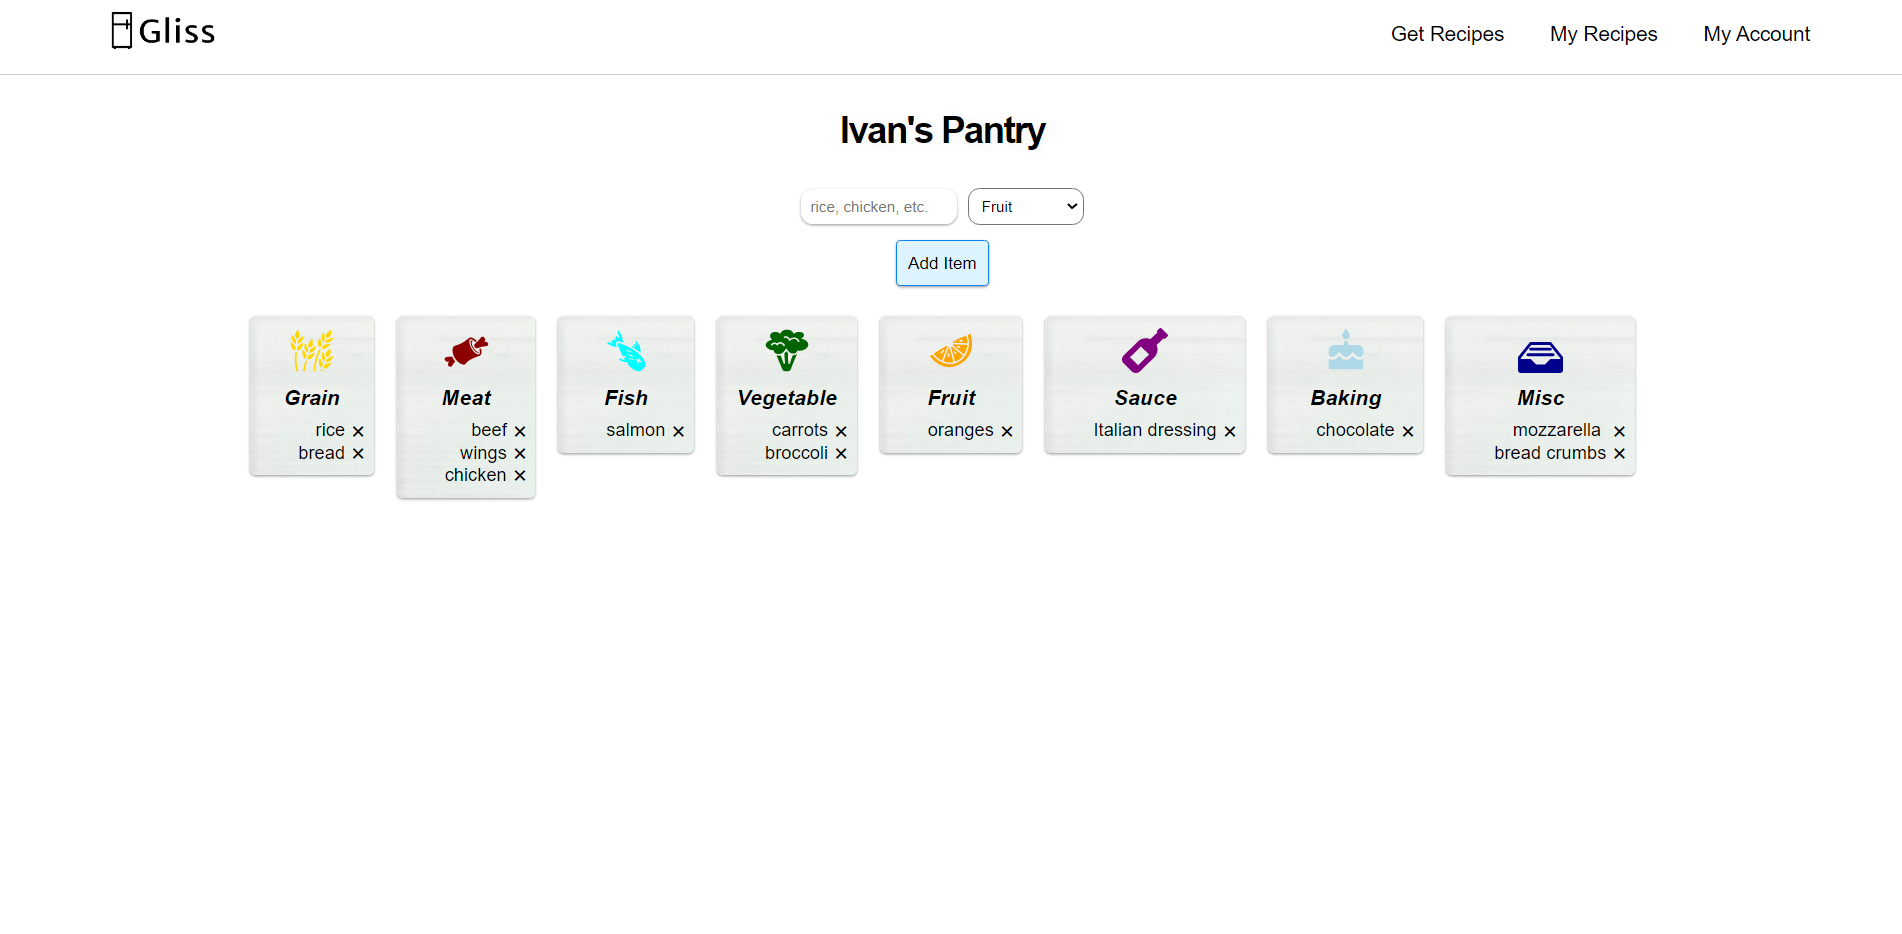 Gliss
Get Recipes
My Recipes
My Account
Ivan's Pantry
rice, chicken, etc.
Fruit
Add Item
Grain
rice ×
bread ×
Meat
beef ×
wings ×
chicken ×
Fish
salmon ×
Vegetable
carrots ×
broccoli ×
Fruit
oranges ×
Sauce
Italian dressing ×
Baking
chocolate ×
Misc
mozzarella ×
bread crumbs ×